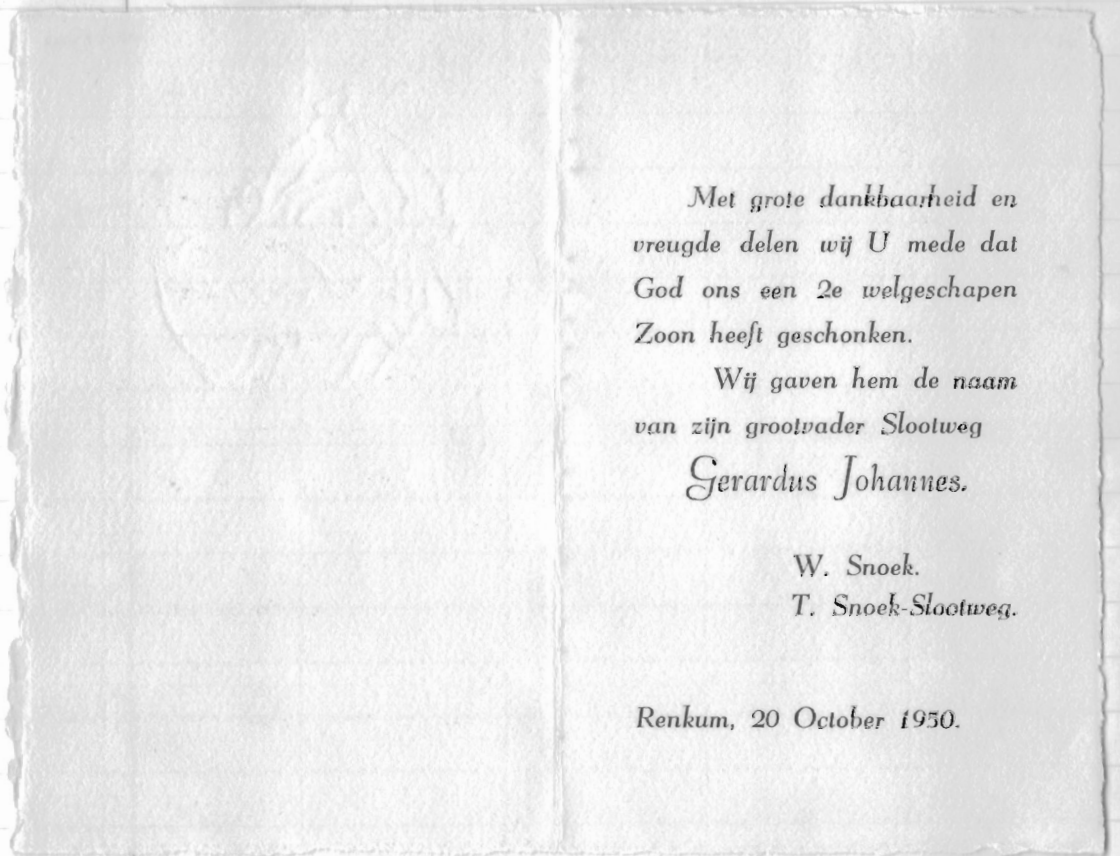 Met grote dankbaarheid en
vreugde delen wij U mede dat
God ons een 2e welgeschapen
Zoon heeft geschonken.
Wij gaven hem de naam
van zijn grootvader Slootweg
Gerardus Johannes.
W. Snoek.
T. Snoek-Slootweg.
Renkum, 20 October 1950.